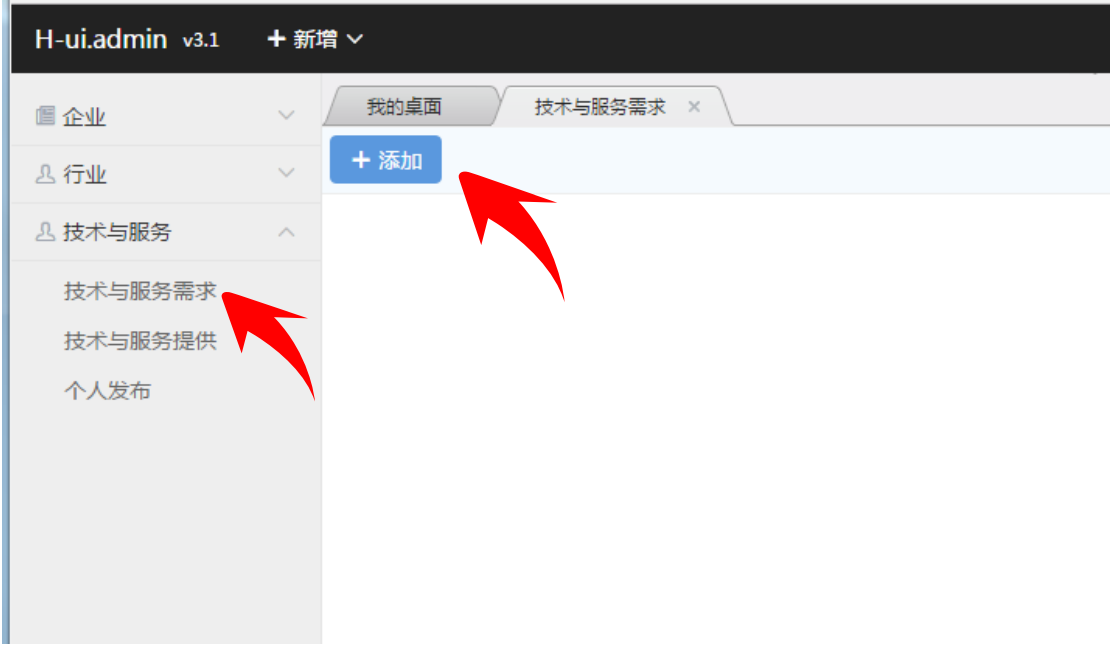 H-ui.admin v3.1 + 新增
企业
行业
技术与服务
技术与服务需求
技术与服务提供
个人发布
我的桌面 技术与服务需求 ×
+ 添加